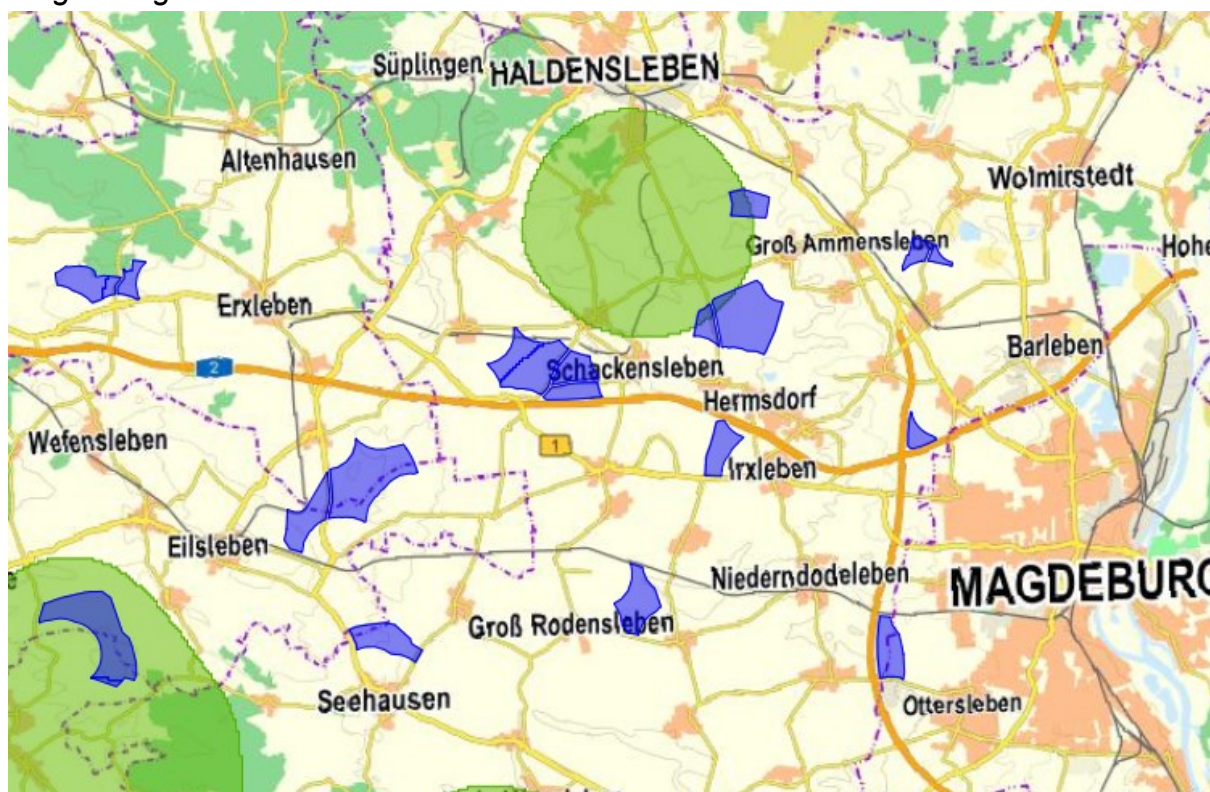 Süplingen
HALDENSLEBEN
Altenhausen
Wolmirstedt
Groß Ammensleben
Hohe
Erxleben
Barleben
2
Schackensleben
Hermsdorf
Wefensleben
1
Irxleben
Eilsleben
Niederndodeleben
MAGDEBURG
e
Groß Rodensleben
Seehausen
Ottersleben